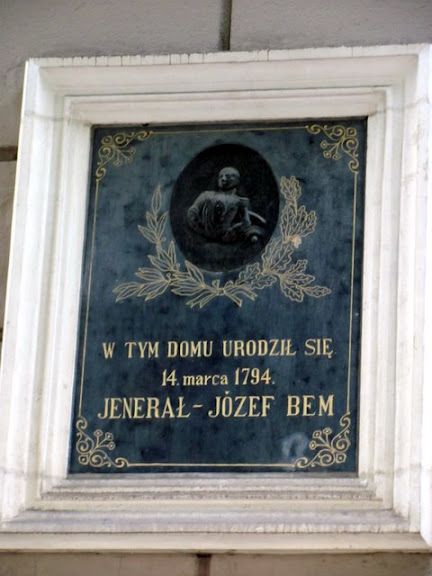 W TYM DOMU URODZIŁ SIĘ
14. marca 1794.
JENERAŁ - JÓZEF BEM